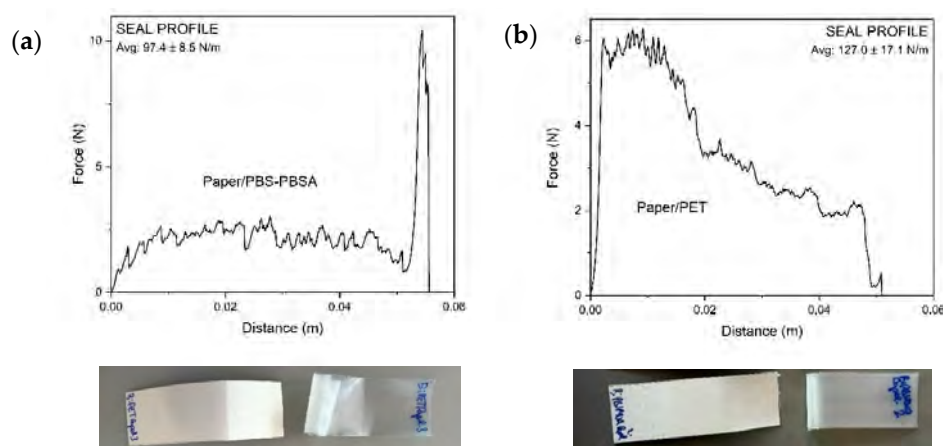 (a)
SEAL PROFILE
Avg: 97.4 ± 8.5 N/m
10
5
0
Force (N)
Paper/PBS-PBSA
0.00
0.02
0.04
0.06
Distance (m)
(b)
SEAL PROFILE
Avg: 127.0 ± 17.1 N/m
6
4
2
0
Force (N)
Paper/PET
0.00
0.02
0.04
0.06
Distance (m)